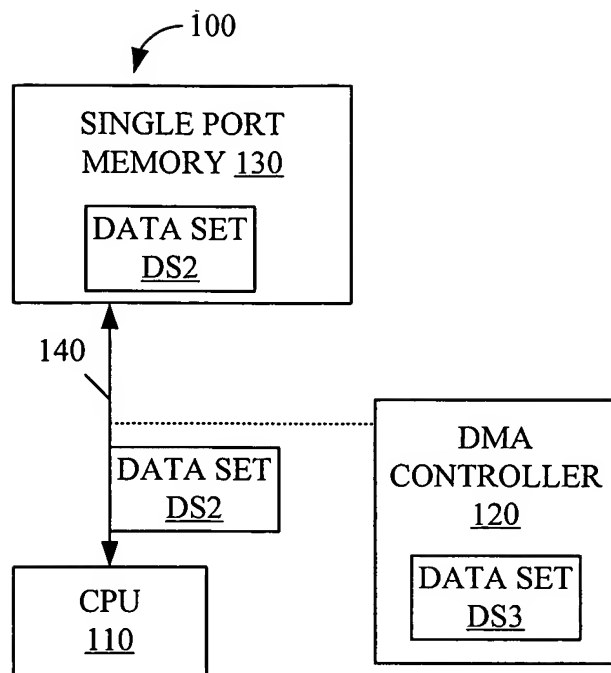 100
SINGLE PORT
MEMORY 130
DATA SET
DS2
140
DATA SET
DS2
CPU
110
DMA
CONTROLLER
120
DATA SET
DS3